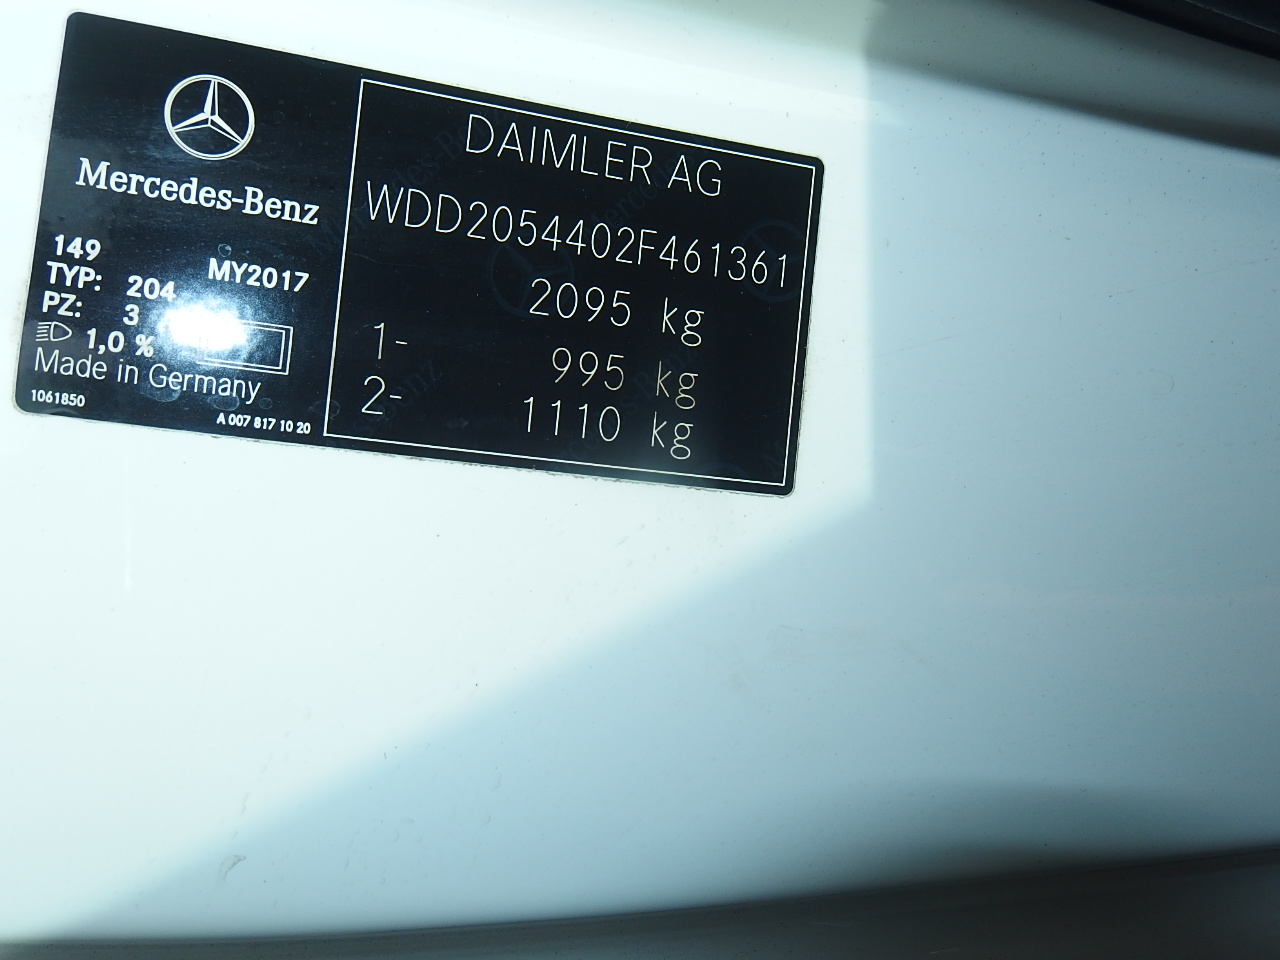 Mercedes-Benz
149
MY2017
TYP: 204
PZ: 3
1,0 %
Made in Germany
1061850
A 007 817 10 20
DAIMLER AG
WDD2054402F461361
2095 kg
1- 995 kg
2- 1110 kg